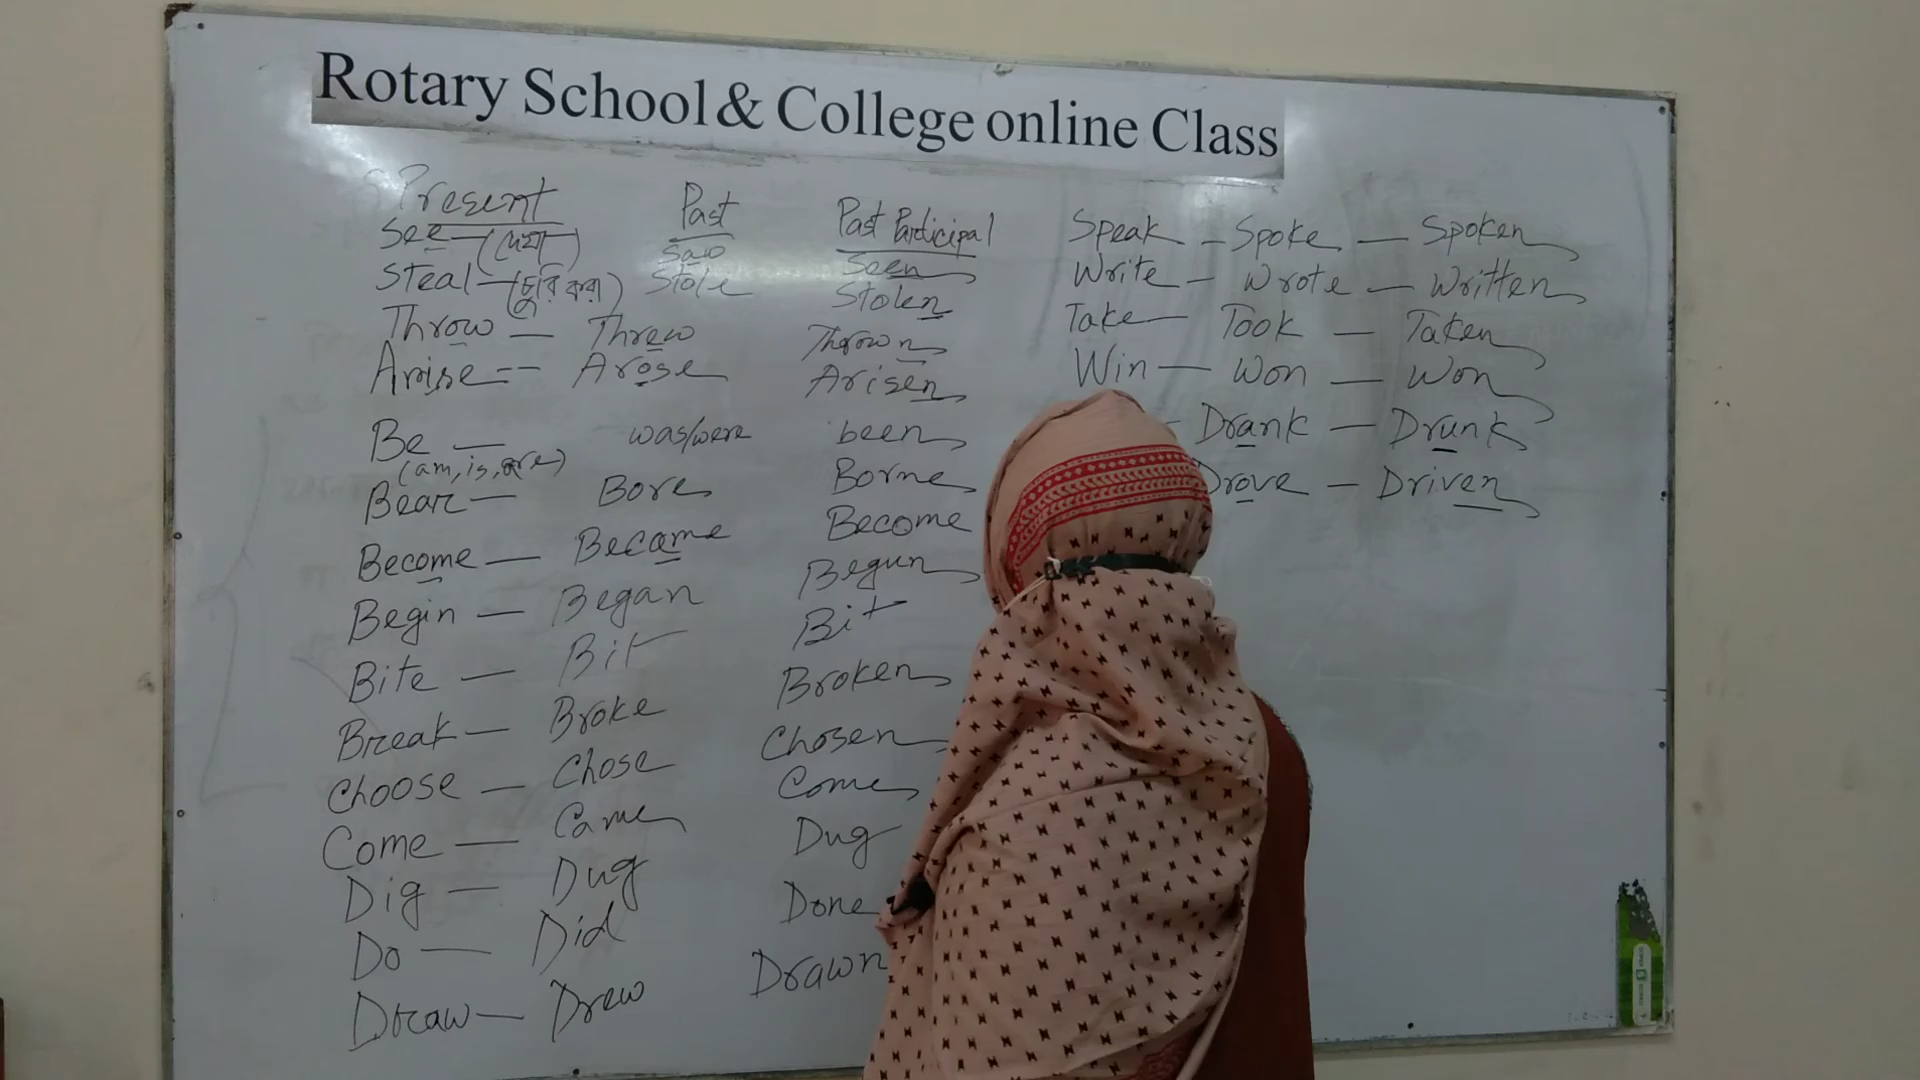 Rotary School & College online Class
Present Past Past Participal
See — (দেখা) Saw Seen
Steal — (চুরি করা) Stole Stolen
Throw — Threw Thrown
Arise — Arose Arisen
Be — was/were been
(am, is, are)
Bear — Bore Borne
Become — Became Become
Begin — Began Begun
Bite — Bit Bit
Break — Broke Broken
Choose — Chose Chosen
Come — Came Come
Dig — Dug Dug
Do — Did Done
Draw — Drew Drawn
Speak — Spoke — Spoken
Write — Wrote — Written
Take — Took — Taken
Win — Won — Won
— Drank — Drunk
Drove — Driven